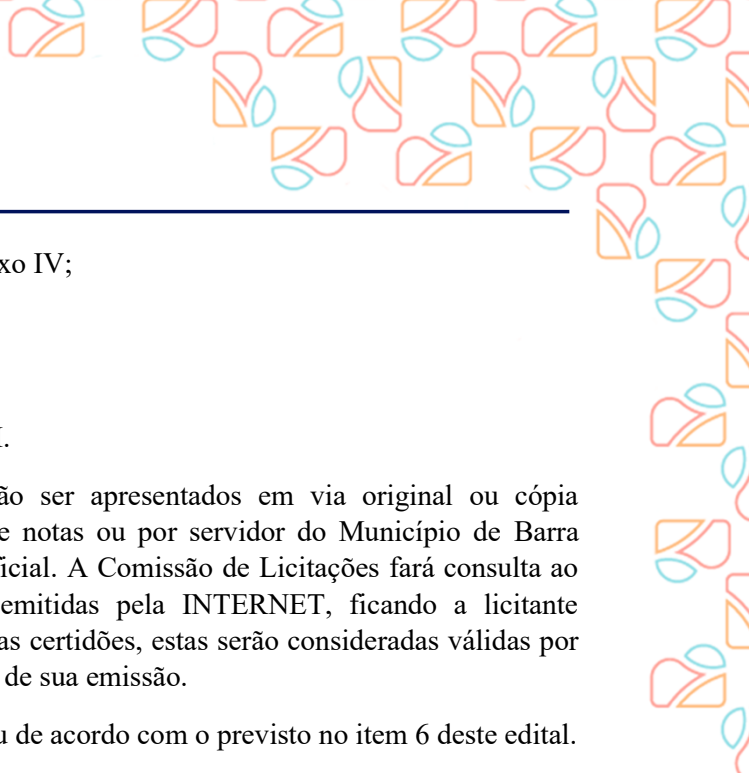 xo IV;
.
ão ser apresentados em via original ou cópia
e notas ou por servidor do Município de Barra
ficial. A Comissão de Licitações fará consulta ao
emitidas pela INTERNET, ficando a licitante
as certidões, estas serão consideradas válidas por
de sua emissão.
u de acordo com o previsto no item 6 deste edital.